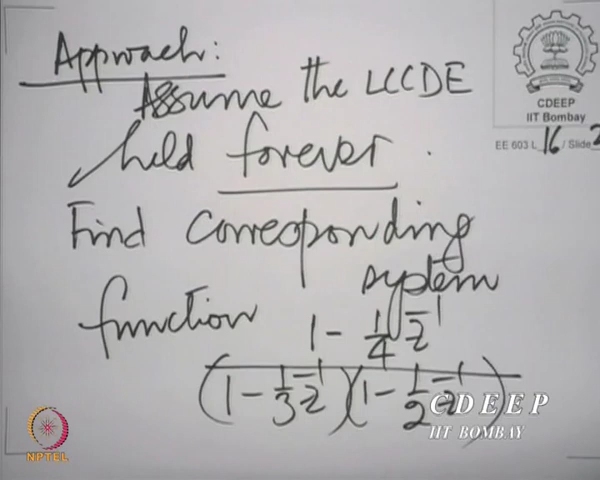 Approach:
Assume the LCCDE
held forever.
Find corresponding
system
function
1 - 1/4 z^-1
(1 - 1/3 z^-1)(1 - 1/2 z^-1)
CDEEP
IIT Bombay
EE 603 L 16 / Slide 2
CDEEP
IIT BOMBAY
NPTEL